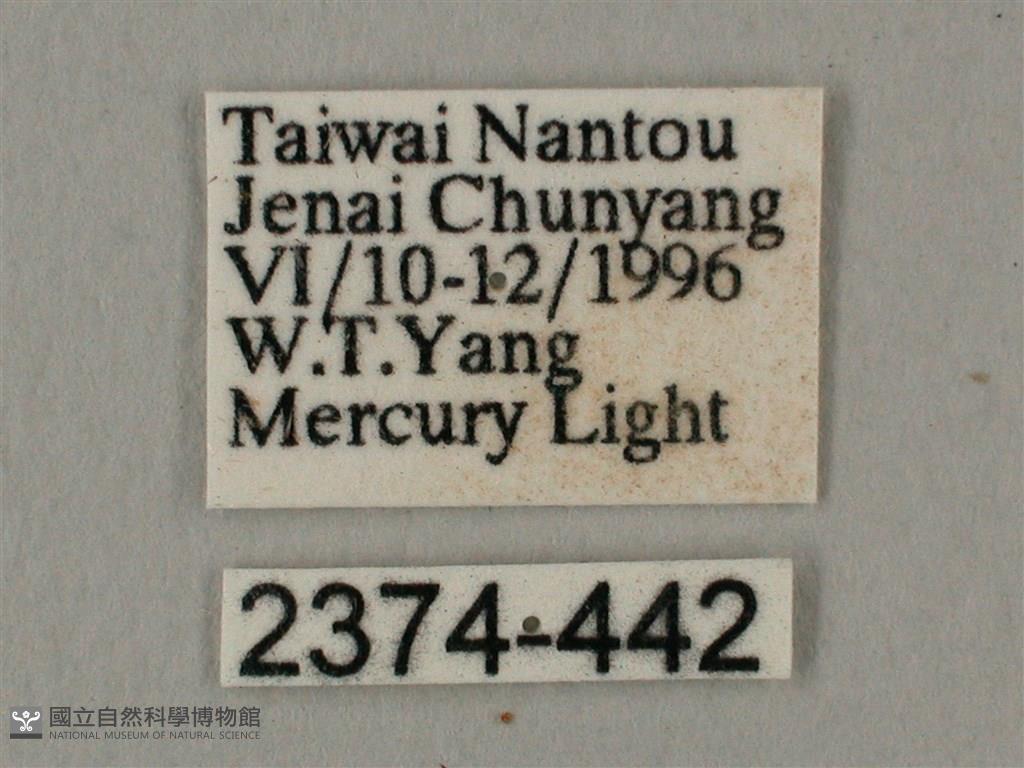 Taiwai Nantou
Jenai Chunyang
VI/10-12/1996
W.T.Yang
Mercury Light
2374-442
國立自然科學博物館
NATIONAL MUSEUM OF NATURAL SCIENCE